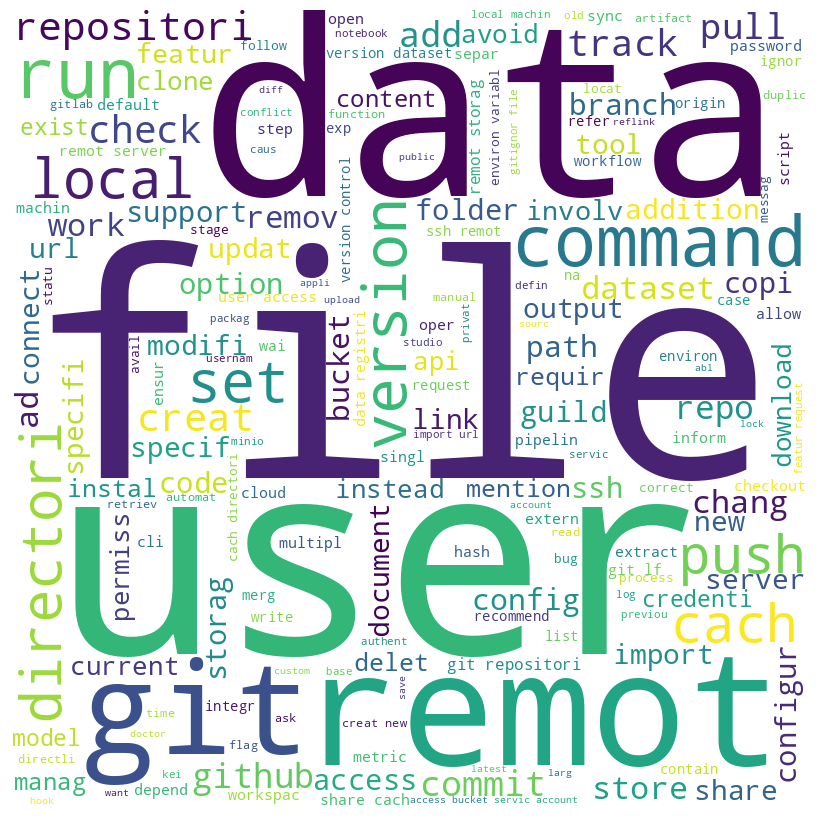 repositori
data
local machin
old
sync
artifact
pull
open
notebook
add
avoid
track
password
featur
follow
version dataset
separ
ignor
run
clone
diff
content
environ variabl
locat
gitlab
default
branch
origin
duplic
exist
check
conflict
function
remot storag
gitignor file
refer
reflink
step
exp
tool
script
remot server
caus
public
workflow
local
machin
work
support
remov
folder
involv
addition
messag
stage
version control
version
ssh remot
command
url
updat
file
na
connect
statu
option
appli
manual
defin
dataset
copi
user access
upload
output
case
allow
packag
bucket
data registri
oper
privat
sourc
avail
modifi
wai
usernam
studio
path
environ
api
abl
specifi
ensur
set
requir
request
download
ad
creat
link
guild
repo
lock
featur request
specif
minio
import url
pipelin
inform
singl
servic
directori
instal
code
cloud
instead
mention
ssh
correct
checkout
automat
account
chang
retriev
cach directori
user
extern
new
permiss
cli
multipl
document
hash
read
bug
extract
push
git lf
process
server
storag
merg
config
log
credenti
write
recommend
previou
cach
list
authent
current
git
custom
base
delet
git repositori
import
remot
configur
integr
ask
save
time
creat new
model
doctor
flag
metric
directli
contain
manag
kei
github
access
latest
larg
commit
store
share
hook
want
depend
workspac
share cach
access bucket
servic account